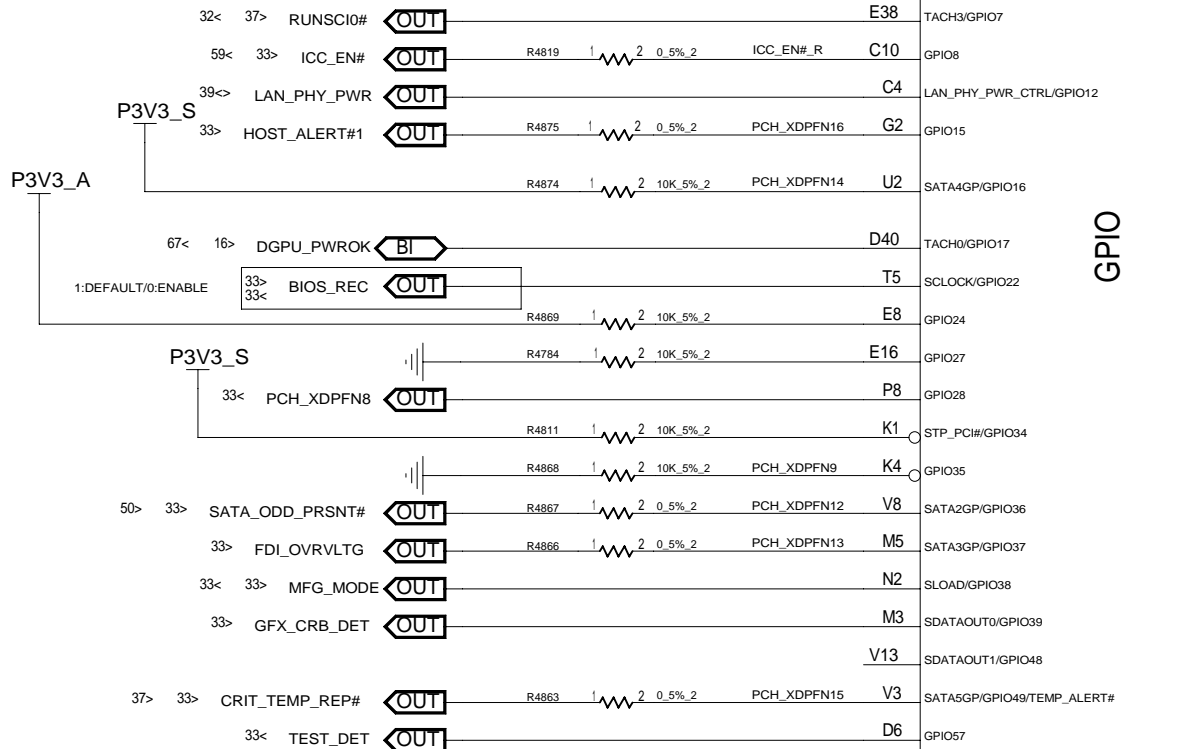 32< 37> RUNSCI0# OUT E38 TACH3/GPIO7
59< 33> ICC_EN# OUT R4819 1 2 0_5%_2 ICC_EN#_R C10 GPIO8
39<> LAN_PHY_PWR OUT C4 LAN_PHY_PWR_CTRL/GPIO12
P3V3_S
33> HOST_ALERT#1 OUT R4875 1 2 0_5%_2 PCH_XDPFN16 G2 GPIO15
P3V3_A
R4874 1 2 10K_5%_2 PCH_XDPFN14 U2 SATA4GP/GPIO16
GPIO
67< 16> DGPU_PWROK BI D40 TACH0/GPIO17
1:DEFAULT/0:ENABLE 33> 33< BIOS_REC OUT T5 SCLOCK/GPIO22
R4869 1 2 10K_5%_2 E8 GPIO24
P3V3_S
R4784 1 2 10K_5%_2 E16 GPIO27
33< PCH_XDPFN8 OUT P8 GPIO28
R4811 1 2 10K_5%_2 K1 STP_PCI#/GPIO34
R4868 1 2 10K_5%_2 PCH_XDPFN9 K4 GPIO35
50> 33> SATA_ODD_PRSNT# OUT R4867 1 2 0_5%_2 PCH_XDPFN12 V8 SATA2GP/GPIO36
33> FDI_OVRVLTG OUT R4866 1 2 0_5%_2 PCH_XDPFN13 M5 SATA3GP/GPIO37
33< 33> MFG_MODE OUT N2 SLOAD/GPIO38
33> GFX_CRB_DET OUT M3 SDATAOUT0/GPIO39
V13 SDATAOUT1/GPIO48
37> 33> CRIT_TEMP_REP# OUT R4863 1 2 0_5%_2 PCH_XDPFN15 V3 SATA5GP/GPIO49/TEMP_ALERT#
33< TEST_DET OUT D6 GPIO57